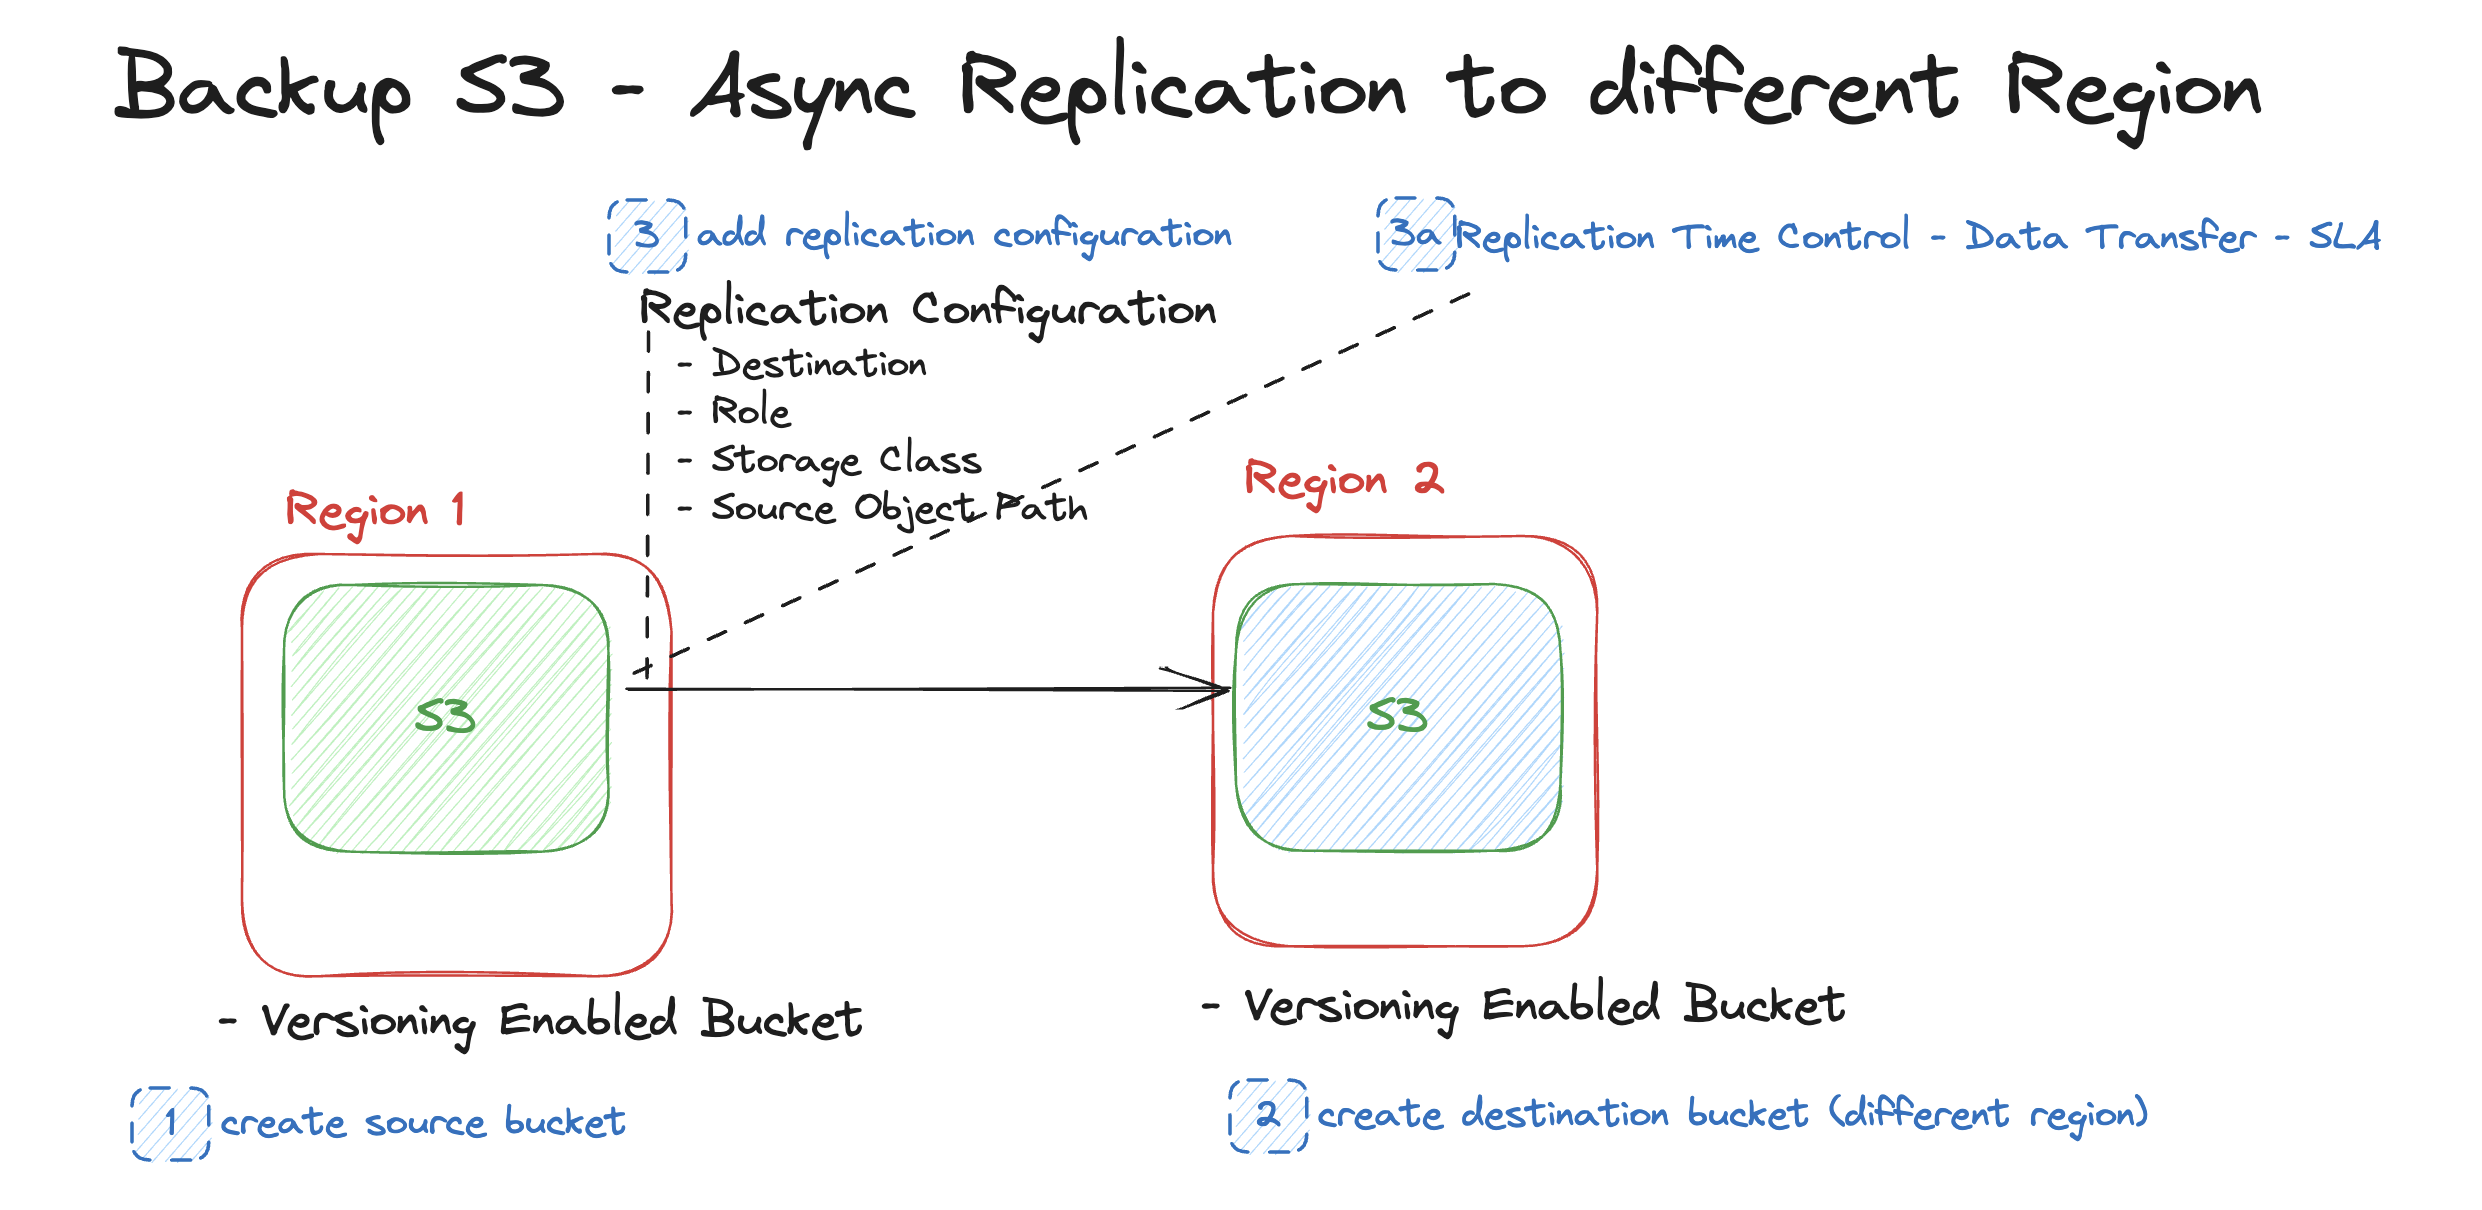 Backup S3 - Async Replication to different Region
3 add replication configuration
3a Replication Time Control - Data Transfer - SLA
Replication Configuration
- Destination
- Role
- Storage Class
- Source Object Path
Region 1
Region 2
S3
S3
- Versioning Enabled Bucket
- Versioning Enabled Bucket
1 create source bucket
2 create destination bucket (different region)